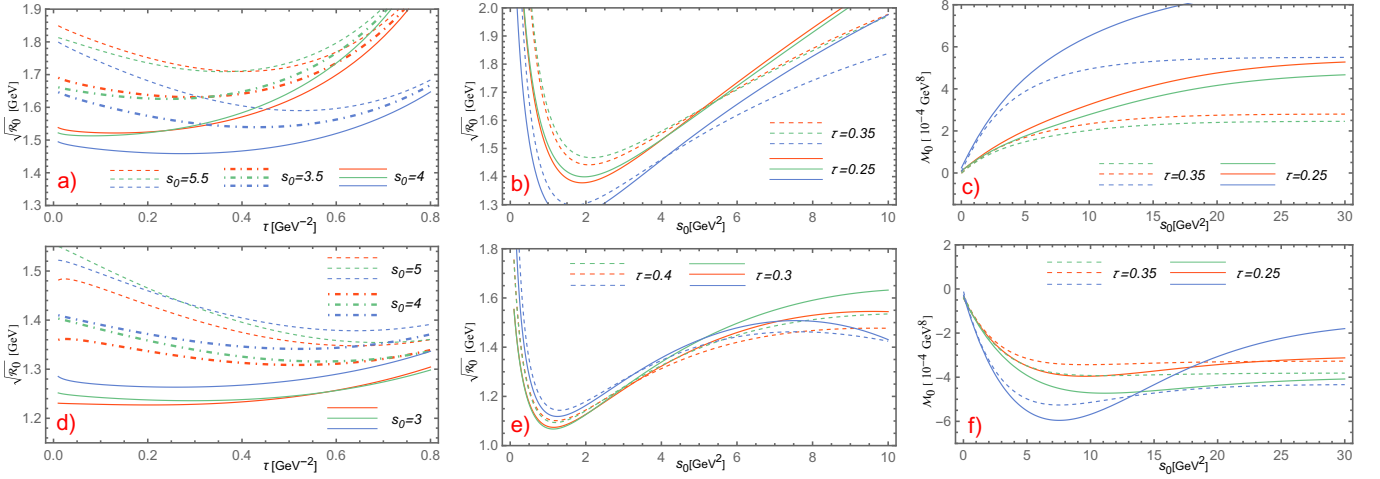 1.9
1.8
1.7
1.6
1.5
1.4
1.3
√ℛ₀ [GeV]
s₀=5.5
s₀=3.5
s₀=4
a)
0.0 0.2 0.4 0.6 0.8
τ [GeV⁻²]
2.0
1.9
1.8
1.7
1.6
1.5
1.4
1.3
√ℛ₀ [GeV]
τ=0.35
τ=0.25
b)
0 2 4 6 8 10
s₀[GeV²]
8
6
4
2
0
ℳ₀ [ 10⁻⁴ GeV⁸]
τ=0.35
τ=0.25
c)
0 5 10 15 20 25 30
s₀[GeV²]
1.5
1.4
1.3
1.2
√ℛ₀ [GeV]
s₀=5
s₀=4
s₀=3
d)
0.0 0.2 0.4 0.6 0.8
τ [GeV⁻²]
1.8
1.6
1.4
1.2
1.0
√ℛ₀ [GeV]
τ=0.4
τ=0.3
e)
0 2 4 6 8 10
s₀[GeV²]
2
0
−2
−4
−6
ℳ₀ [ 10⁻⁴ GeV⁸]
τ=0.35
τ=0.25
f)
0 5 10 15 20 25 30
s₀[GeV²]